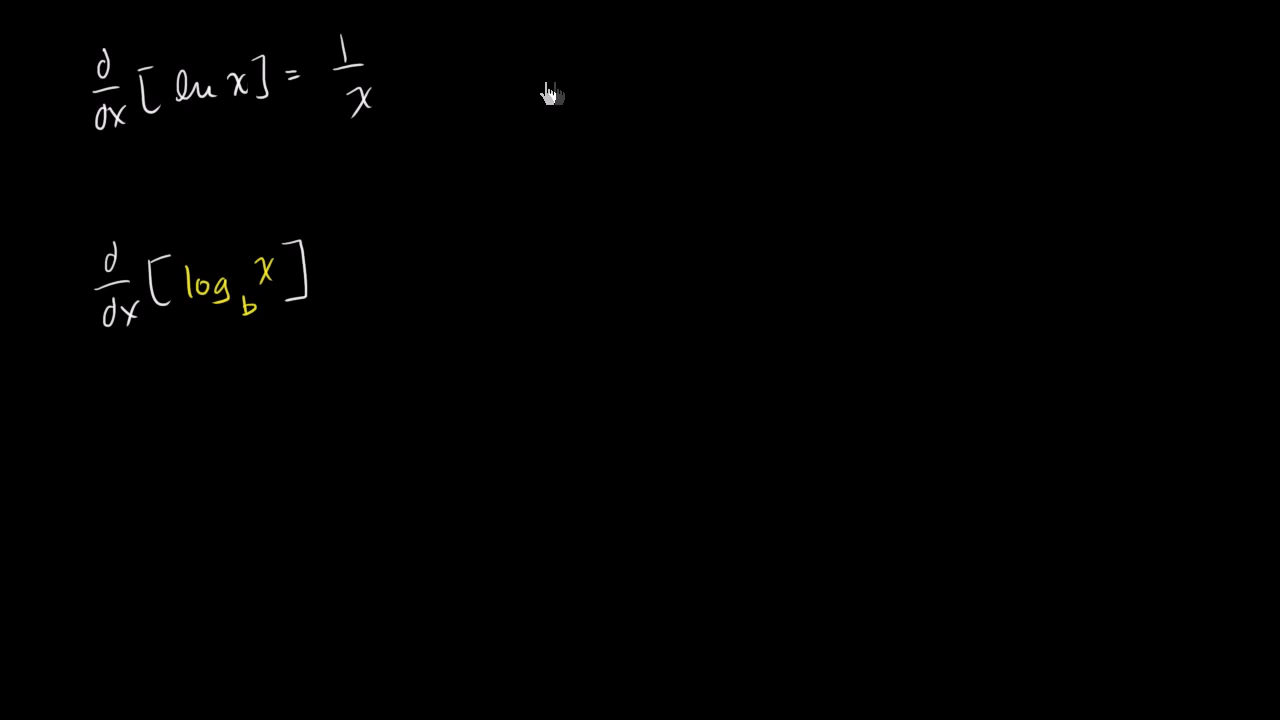 d/dx [ln x] = 1/x
d/dx [log_b x]